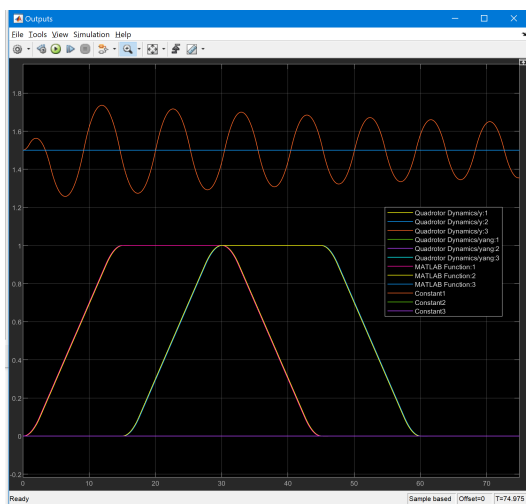 Outputs
File Tools View Simulation Help
1.8
1.6
1.4
1.2
1
0.8
0.6
0.4
0.2
0
-0.2
Quadrotor Dynamics/y:1
Quadrotor Dynamics/y:2
Quadrotor Dynamics/y:3
Quadrotor Dynamics/yang:1
Quadrotor Dynamics/yang:2
Quadrotor Dynamics/yang:3
MATLAB Function:1
MATLAB Function:2
MATLAB Function:3
Constant1
Constant2
Constant3
0 10 20 30 40 50 60 70
Ready Sample based Offset=0 T=74.975